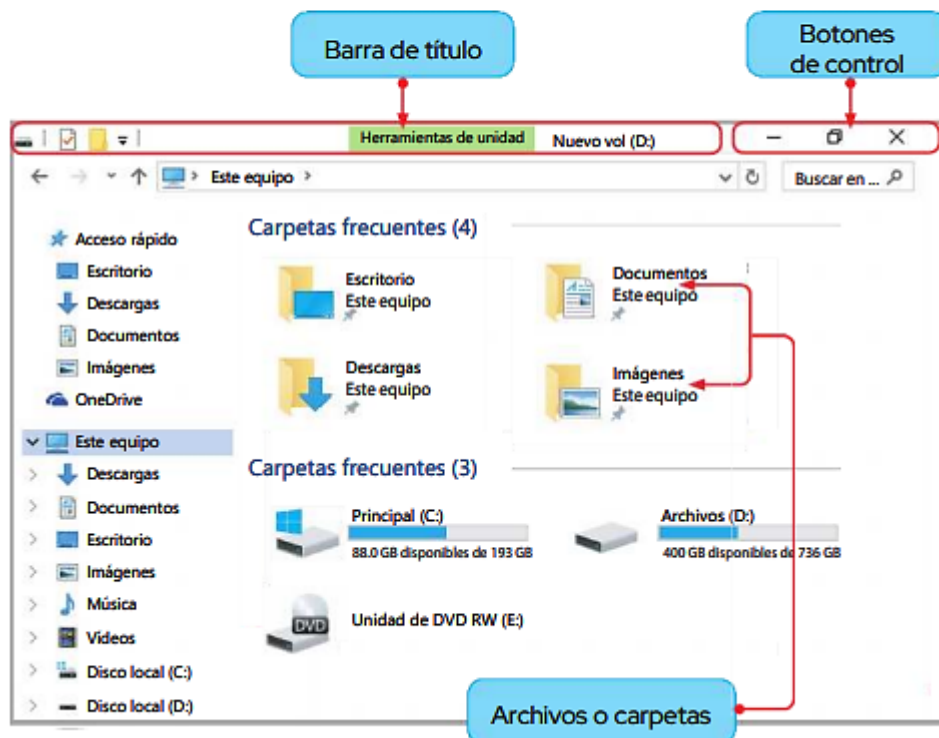 Barra de título
Botones
de control
Herramientas de unidad
Nuevo vol (D:)
Este equipo
Buscar en ...
Acceso rápido
Escritorio
Descargas
Documentos
Imágenes
OneDrive
Este equipo
Descargas
Documentos
Escritorio
Imágenes
Música
Videos
Disco local (C:)
Disco local (D:)
Carpetas frecuentes (4)
Escritorio
Este equipo
Documentos
Este equipo
Descargas
Este equipo
Imágenes
Este equipo
Carpetas frecuentes (3)
Principal (C:)
88.0 GB disponibles de 193 GB
Archivos (D:)
400 GB disponibles de 736 GB
DVD
Unidad de DVD RW (E:)
Archivos o carpetas